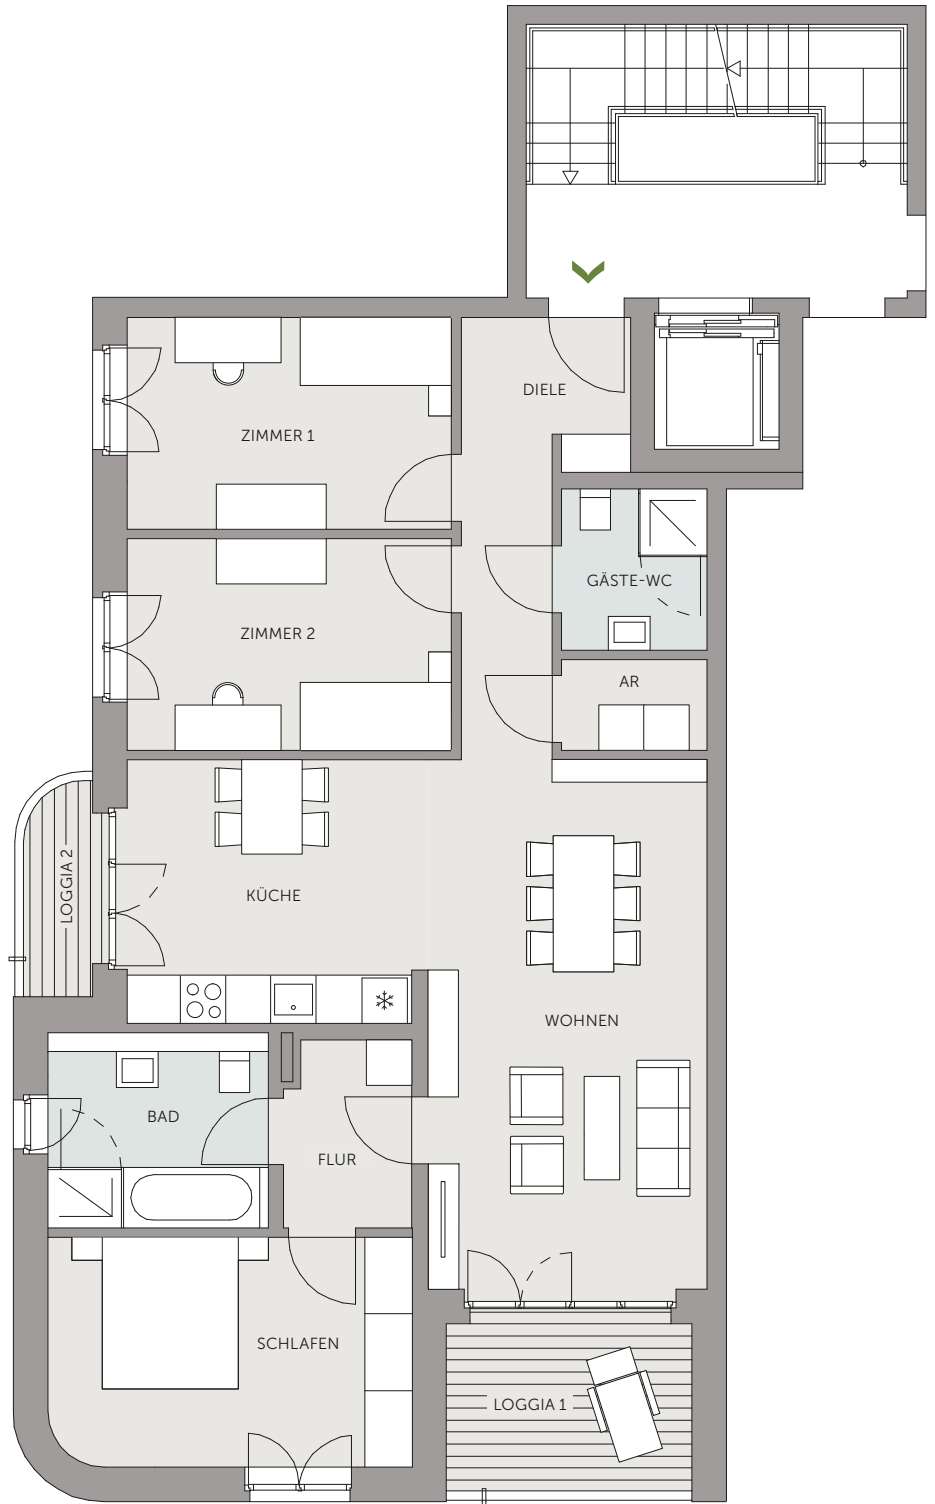 DIELE
ZIMMER 1
GÄSTE-WC
ZIMMER 2
AR
LOGGIA 2
KÜCHE
WOHNEN
BAD
FLUR
SCHLAFEN
LOGGIA 1